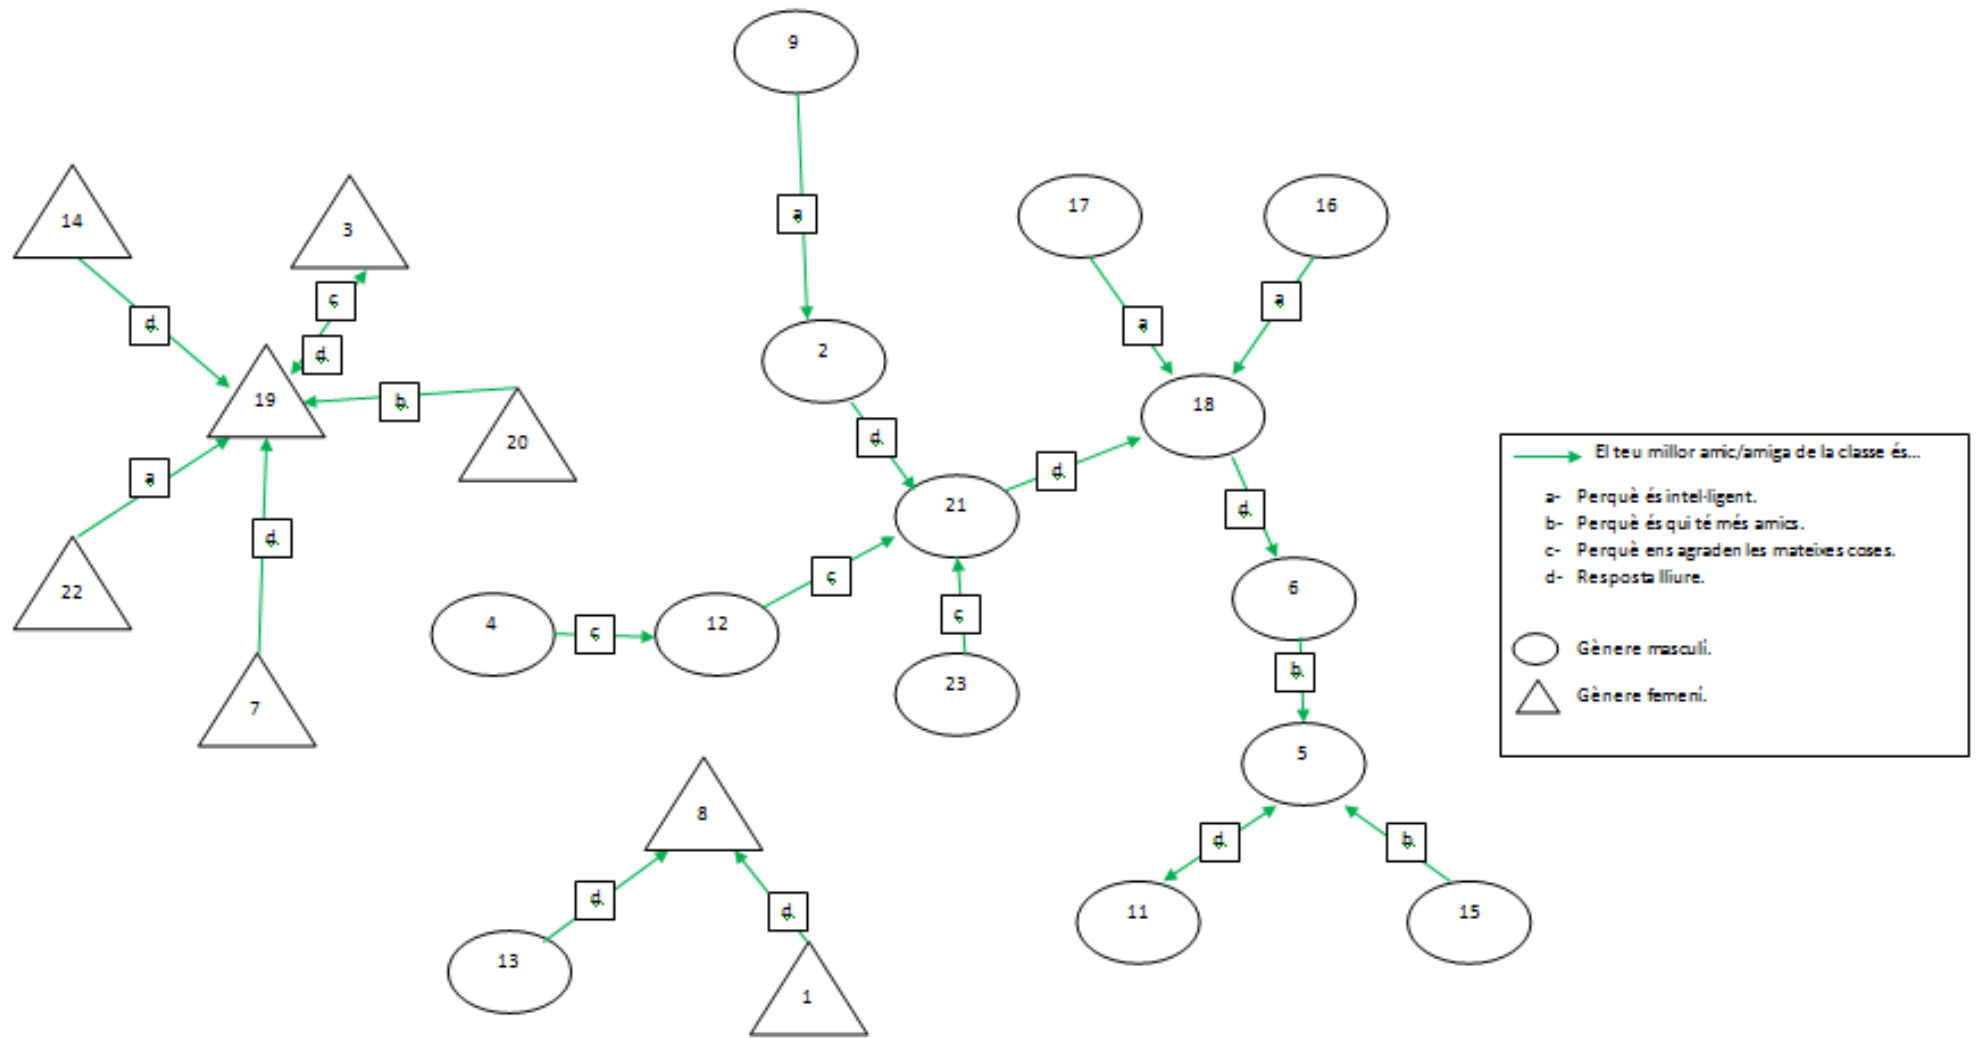 9
17
16
14
3
a
c
a
a
d.
2
d.
18
19
b.
d.
20
El teu millor amic/amiga de la classe és...
a
d.
21
d.
a- Perquè és intel·ligent.
b- Perquè és qui té més amics.
d.
c
c- Perquè ens agraden les mateixes coses.
d- Resposta lliure.
22
6
4
c
12
c
Gènere masculí.
23
b.
Gènere femení.
7
5
8
d.
b.
d.
d.
11
15
13
1